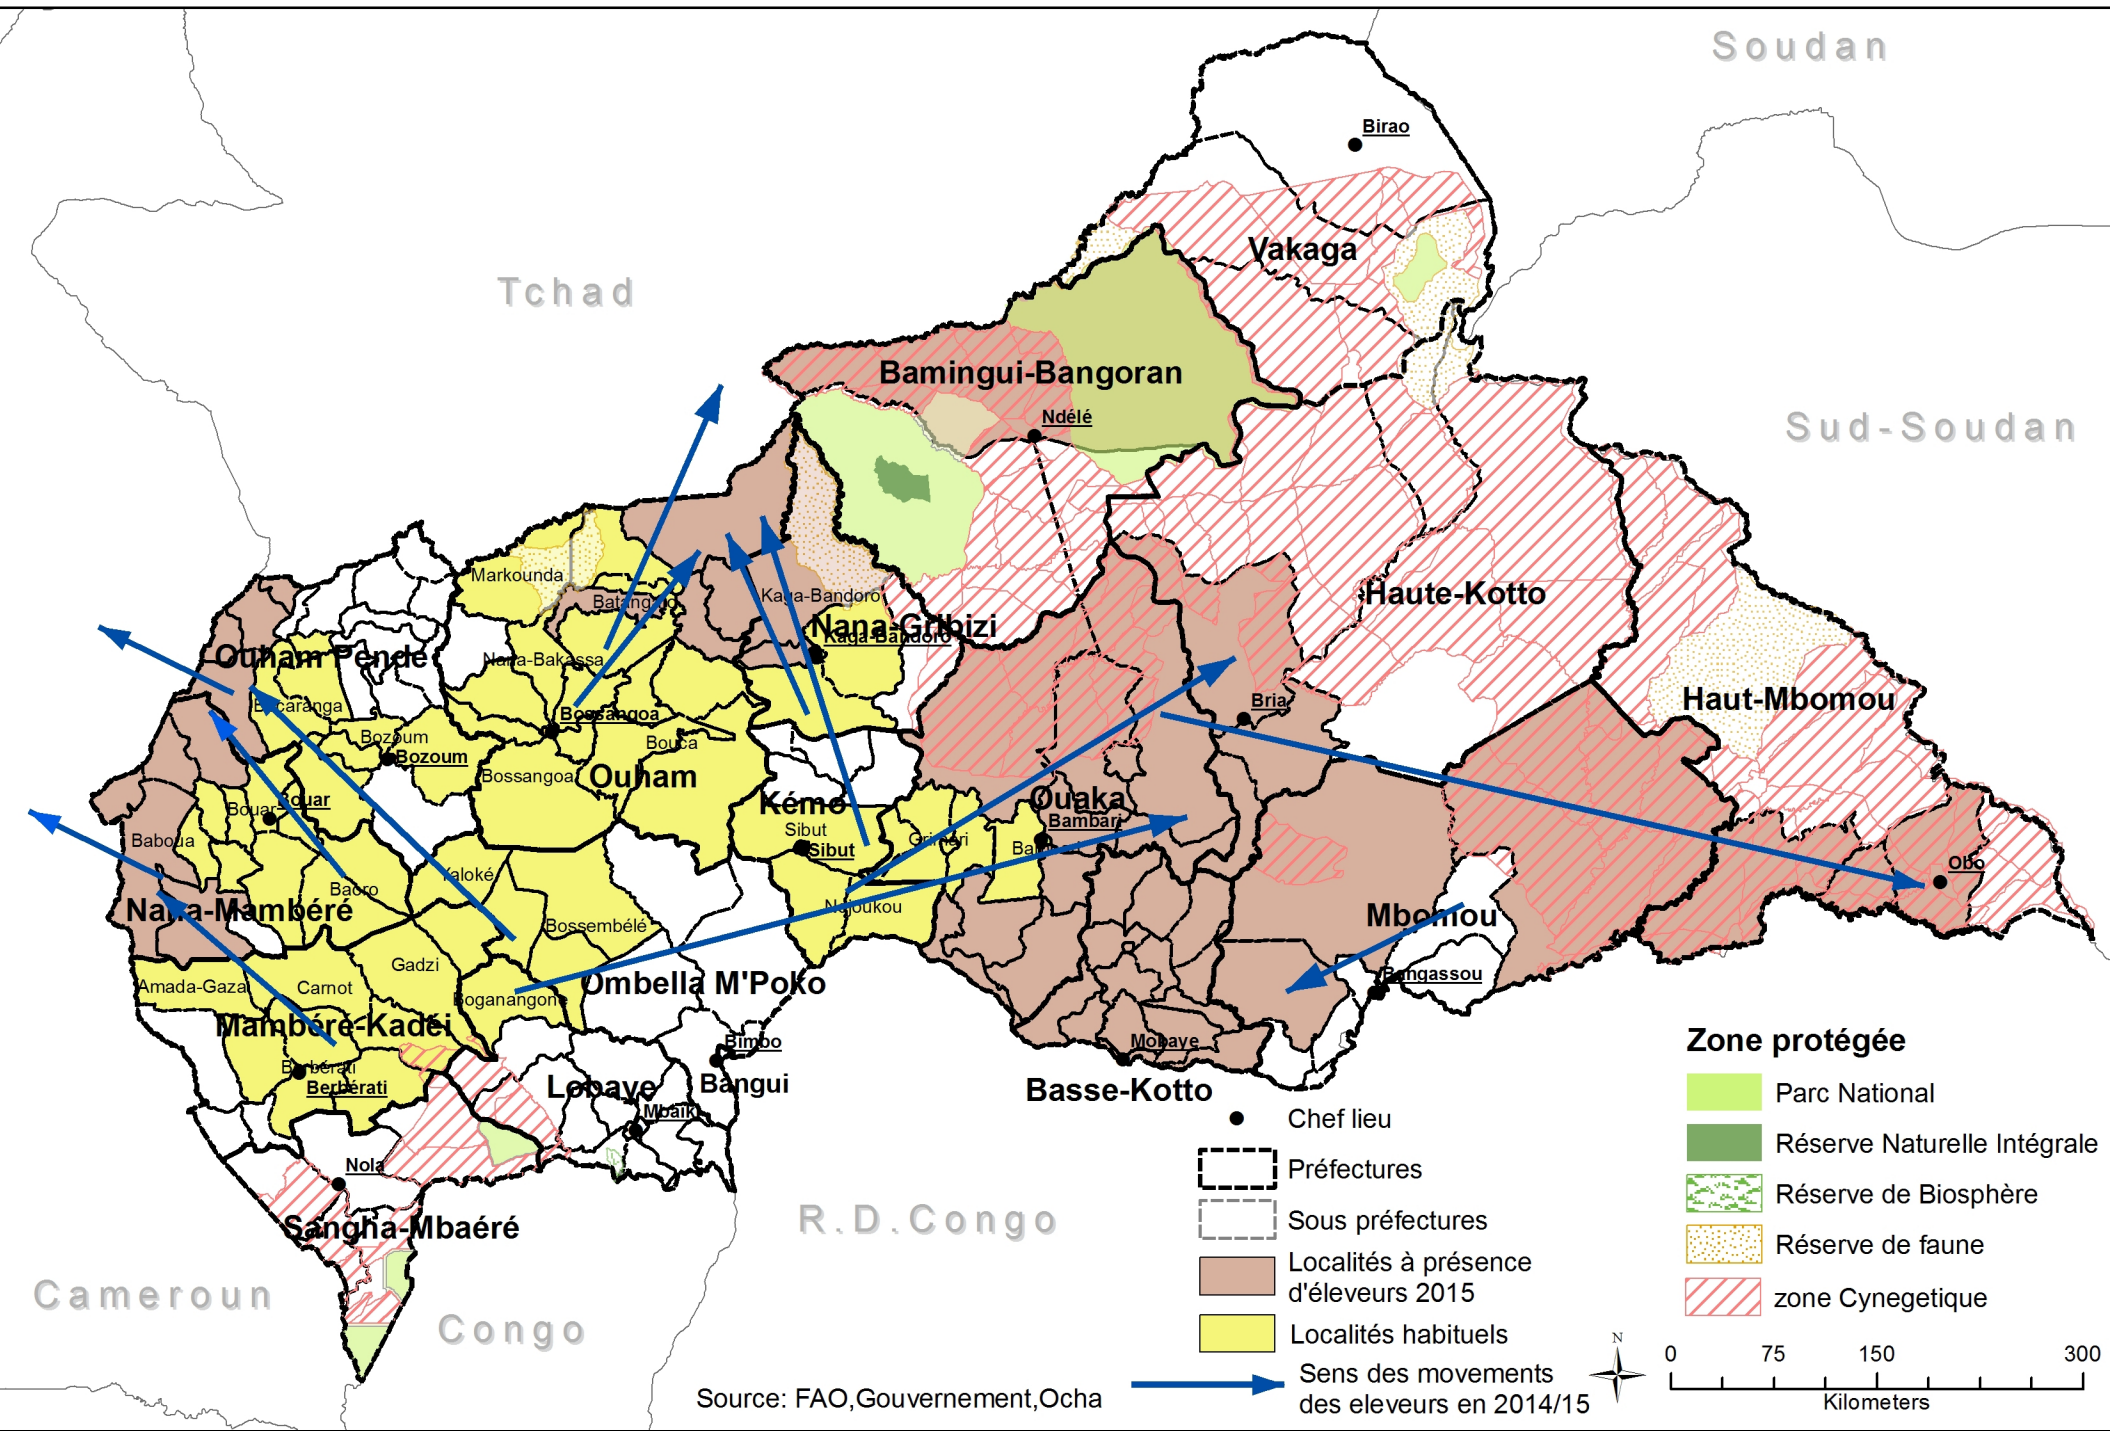 Soudan
Birao
Vakaga
Tchad
Bamingui-Bangoran
Ndélé
Sud-Soudan
Markounda
Batangafo
Kaga-Bandoro
Haute-Kotto
Nana-Gribizi
Kaga-Bandoro
Ouham Pendé
Nana-Bakassa
Haut-Mbomou
Bocaranga
Bossangoa
Bria
Bozoum
Bozoum
Bouca
Bossangoa
Ouham
Bouar
Bouar
Kémo
Ouaka
Bambari
Sibut
Sibut
Grimari
Bambari
Baboua
Obo
Yaloké
Baoro
Nana-Mambéré
Ndjoukou
Mbomou
Bossembélé
Gadzi
Bangassou
Amada-Gaza
Carnot
Boganangone
Ombella M'Poko
Mambéré-Kadéi
Bimbo
Mobaye
Berbérati
Berbérati
Lobaye
Bangui
Basse-Kotto
Mbaïki
Nola
Sangha-Mbaéré
R.D.Congo
Cameroun
Congo
Chef lieu
Préfectures
Sous préfectures
Localités à présence
d'éleveurs 2015
Localités habituels
Sens des movements
des eleveurs en 2014/15
Source: FAO,Gouvernement,Ocha
Zone protégée
Parc National
Réserve Naturelle Intégrale
Réserve de Biosphère
Réserve de faune
zone Cynegetique
N
0 75 150 300
Kilometers